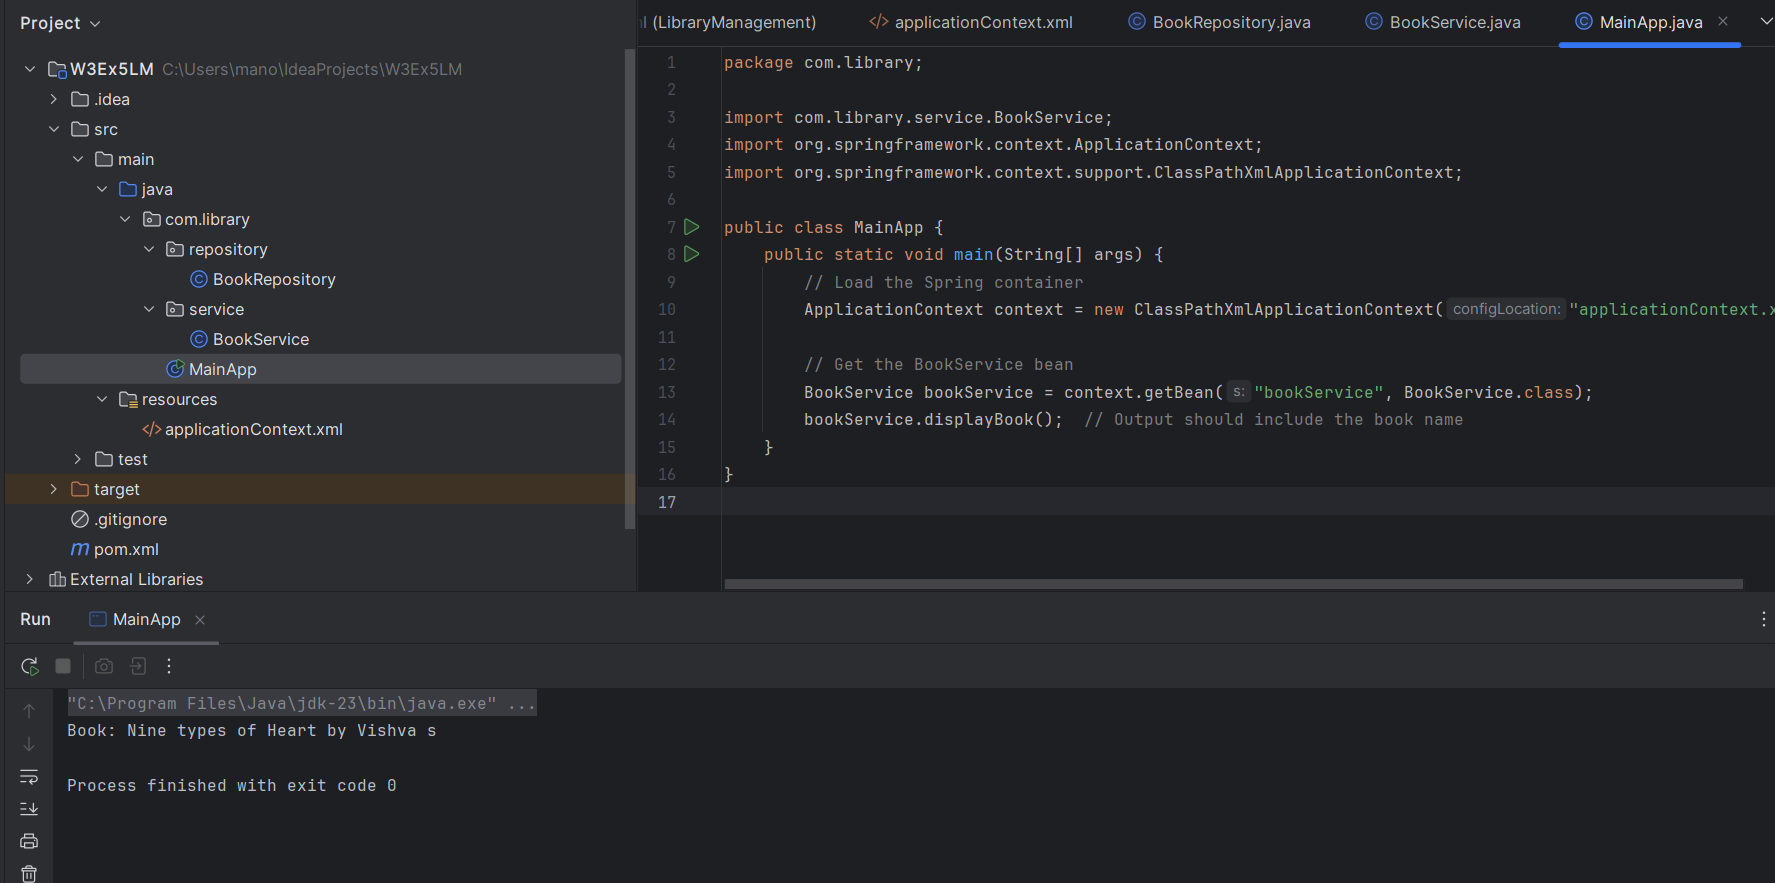 Project
W3Ex5LM C:\Users\mano\IdeaProjects\W3Ex5LM
.idea
src
main
java
com.library
repository
BookRepository
service
BookService
MainApp
resources
applicationContext.xml
test
target
.gitignore
pom.xml
External Libraries
(LibraryManagement)
applicationContext.xml
BookRepository.java
BookService.java
MainApp.java
1 package com.library;
2
3 import com.library.service.BookService;
4 import org.springframework.context.ApplicationContext;
5 import org.springframework.context.support.ClassPathXmlApplicationContext;
6
7 public class MainApp {
8 public static void main(String[] args) {
9 // Load the Spring container
10 ApplicationContext context = new ClassPathXmlApplicationContext( configLocation: "applicationContext.x
11
12 // Get the BookService bean
13 BookService bookService = context.getBean( s: "bookService", BookService.class);
14 bookService.displayBook(); // Output should include the book name
15 }
16 }
17
Run MainApp
"C:\Program Files\Java\jdk-23\bin\java.exe" ...
Book: Nine types of Heart by Vishva s
Process finished with exit code 0